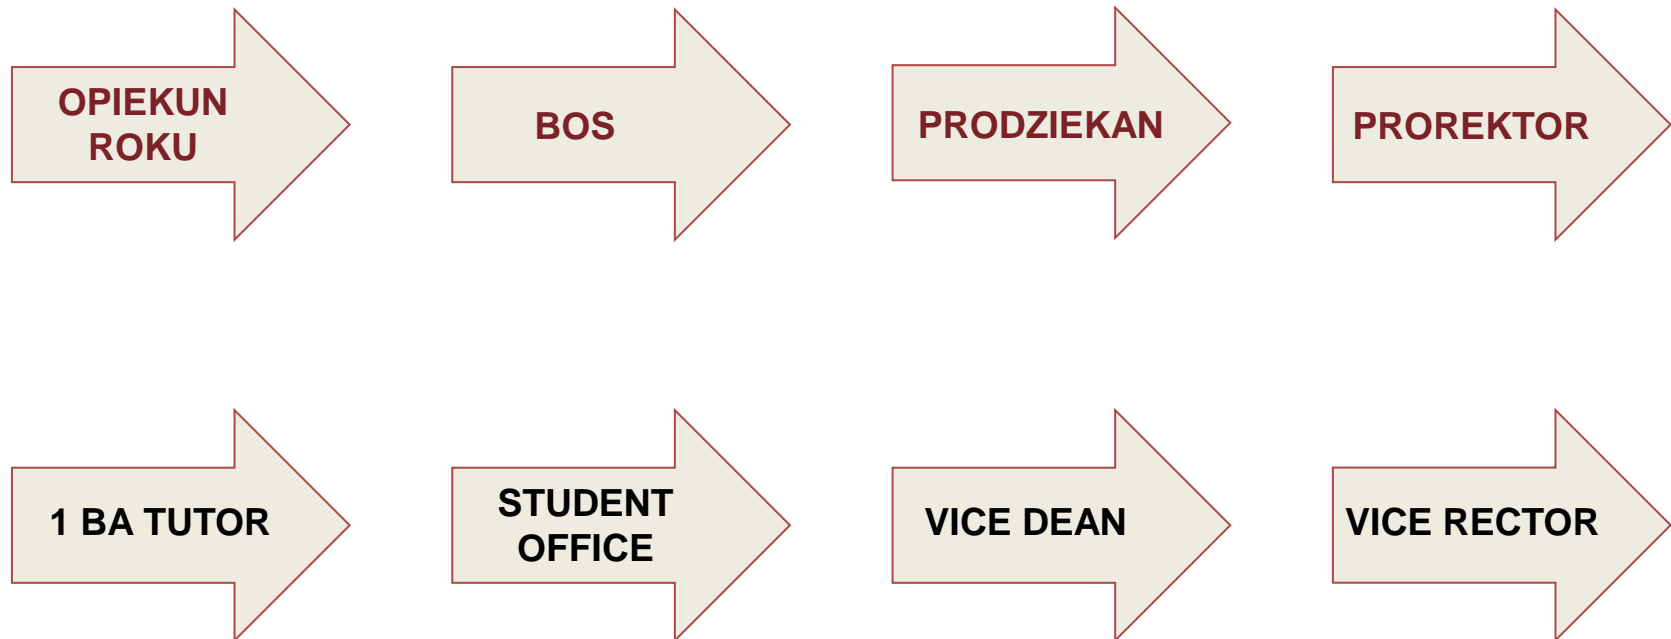 OPIEKUN
ROKU
BOS
PRODZIEKAN
PROREKTOR
1 BA TUTOR
STUDENT
OFFICE
VICE DEAN
VICE RECTOR